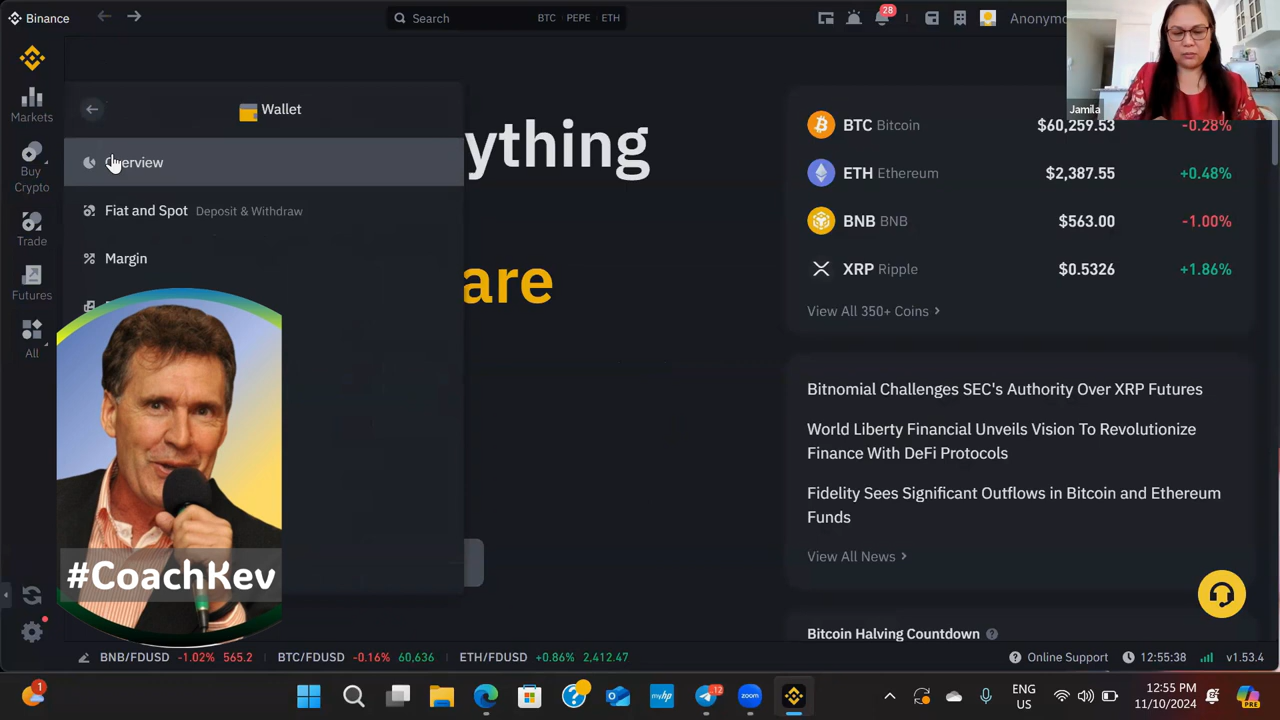 Binance
Search BTC PEPE ETH
28
Anonymo
Jamila
Markets
Buy
Crypto
Trade
Futures
All
Wallet
Overview
Fiat and Spot Deposit & Withdraw
Margin
ything
are
BTC Bitcoin $60,259.53 -0.28%
ETH Ethereum $2,387.55 +0.48%
BNB BNB $563.00 -1.00%
XRP Ripple $0.5326 +1.86%
View All 350+ Coins >
Bitnomial Challenges SEC's Authority Over XRP Futures
World Liberty Financial Unveils Vision To Revolutionize
Finance With DeFi Protocols
Fidelity Sees Significant Outflows in Bitcoin and Ethereum
Funds
View All News >
Bitcoin Halving Countdown ?
#CoachKev
BNB/FDUSD -1.02% 565.2 BTC/FDUSD -0.16% 60,636 ETH/FDUSD +0.86% 2,412.47
Online Support 12:55:38 v1.53.4
1
myhp
12
zoom
ENG
US
12:55 PM
11/10/2024
PRE